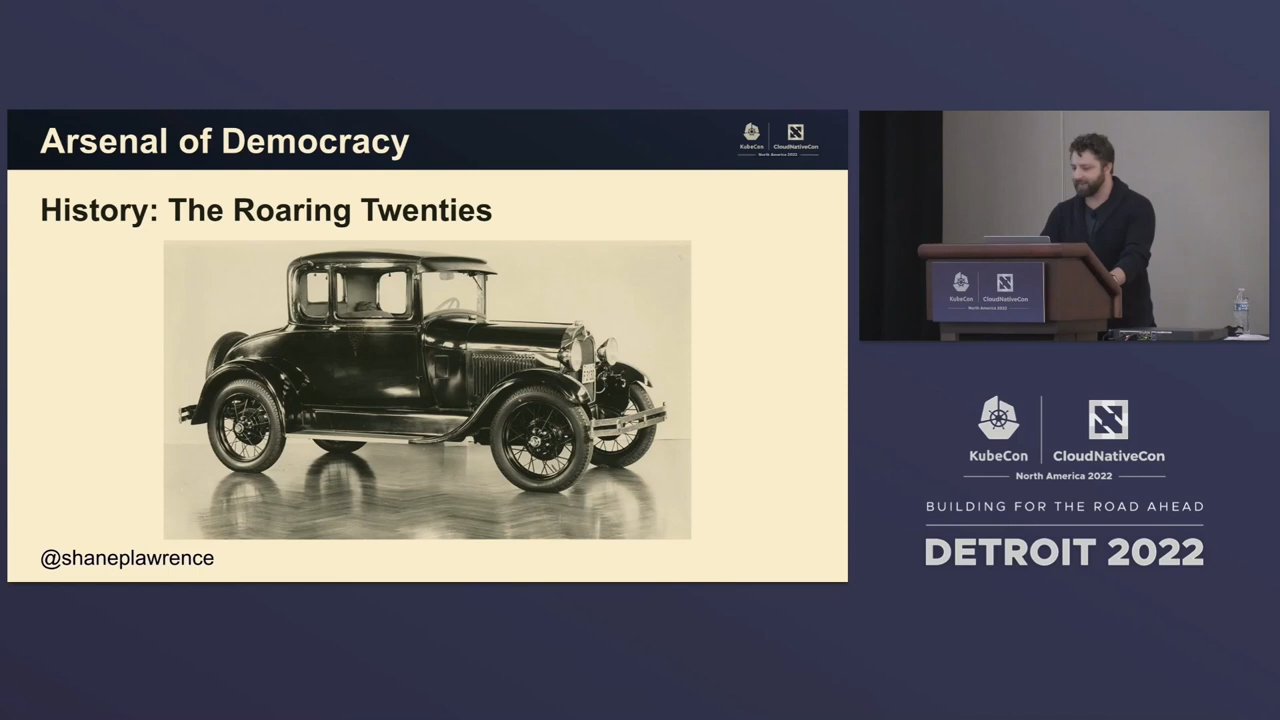 Arsenal of Democracy
KubeCon
CloudNativeCon
North America 2022
History: The Roaring Twenties
@shaneplawrence
KubeCon
CloudNativeCon
North America 2022
KubeCon
CloudNativeCon
North America 2022
BUILDING FOR THE ROAD AHEAD
DETROIT 2022